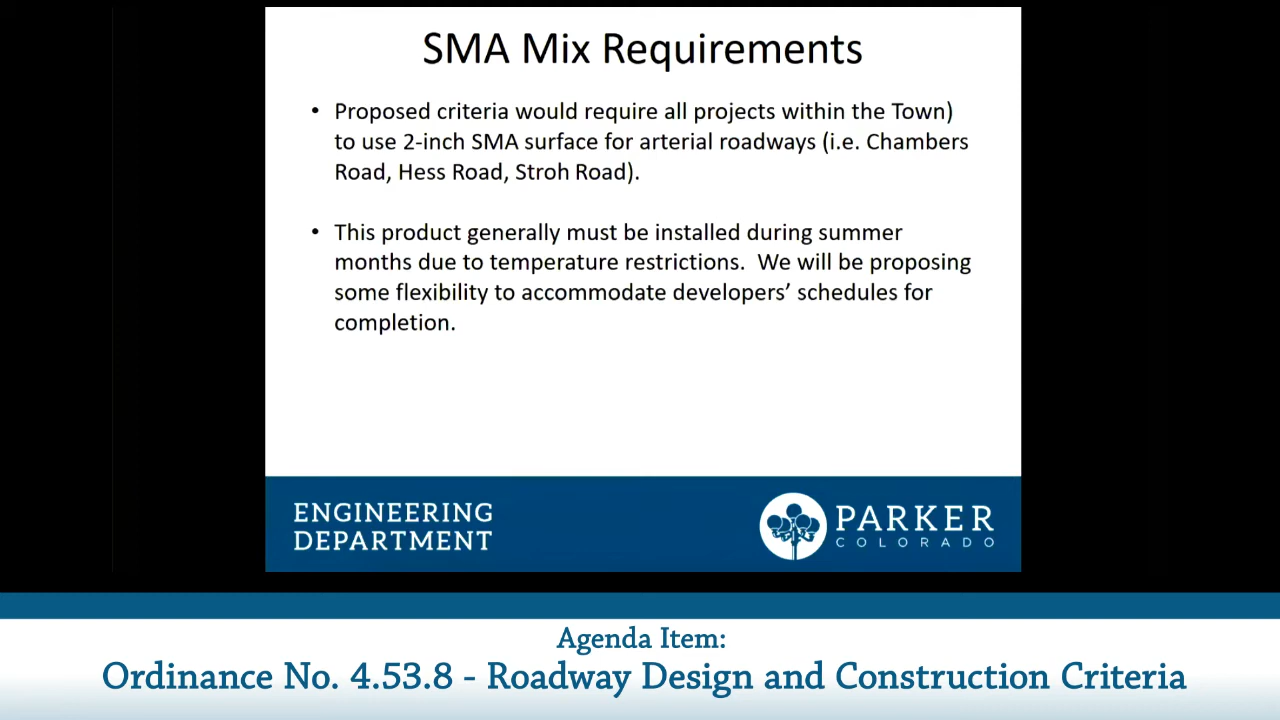 SMA Mix Requirements
• Proposed criteria would require all projects within the Town)
to use 2-inch SMA surface for arterial roadways (i.e. Chambers
Road, Hess Road, Stroh Road).
• This product generally must be installed during summer
months due to temperature restrictions.  We will be proposing
some flexibility to accommodate developers’ schedules for
completion.
ENGINEERING
DEPARTMENT
PARKER
COLORADO
Agenda Item:
Ordinance No. 4.53.8 - Roadway Design and Construction Criteria